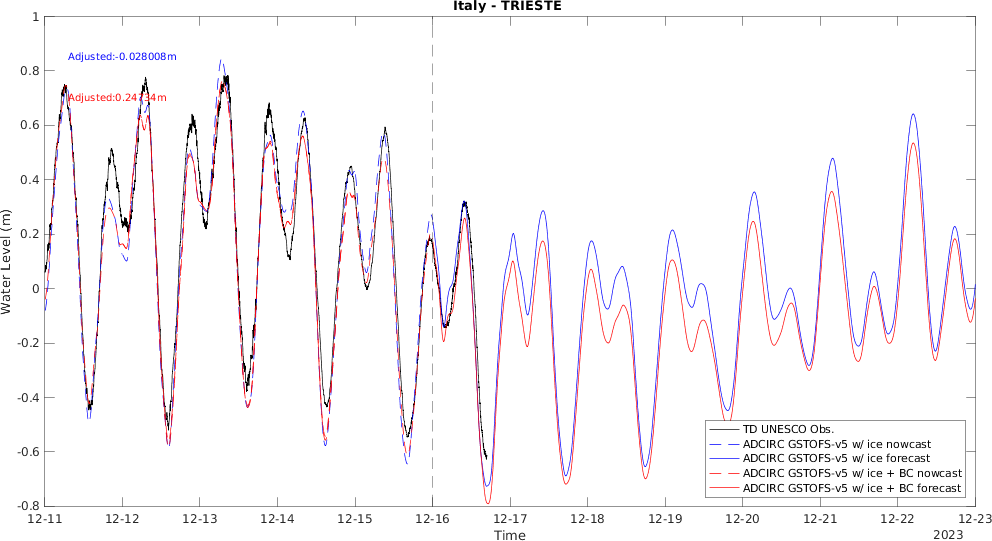 Italy - TRIESTE
Adjusted:-0.028008m
Adjusted:0.24734m
Water Level (m)
1
0.8
0.6
0.4
0.2
0
-0.2
-0.4
-0.6
-0.8
TD UNESCO Obs.
ADCIRC GSTOFS-v5 w/ ice nowcast
ADCIRC GSTOFS-v5 w/ ice forecast
ADCIRC GSTOFS-v5 w/ ice + BC nowcast
ADCIRC GSTOFS-v5 w/ ice + BC forecast
12-11 12-12 12-13 12-14 12-15 12-16 12-17 12-18 12-19 12-20 12-21 12-22 12-23
Time
2023